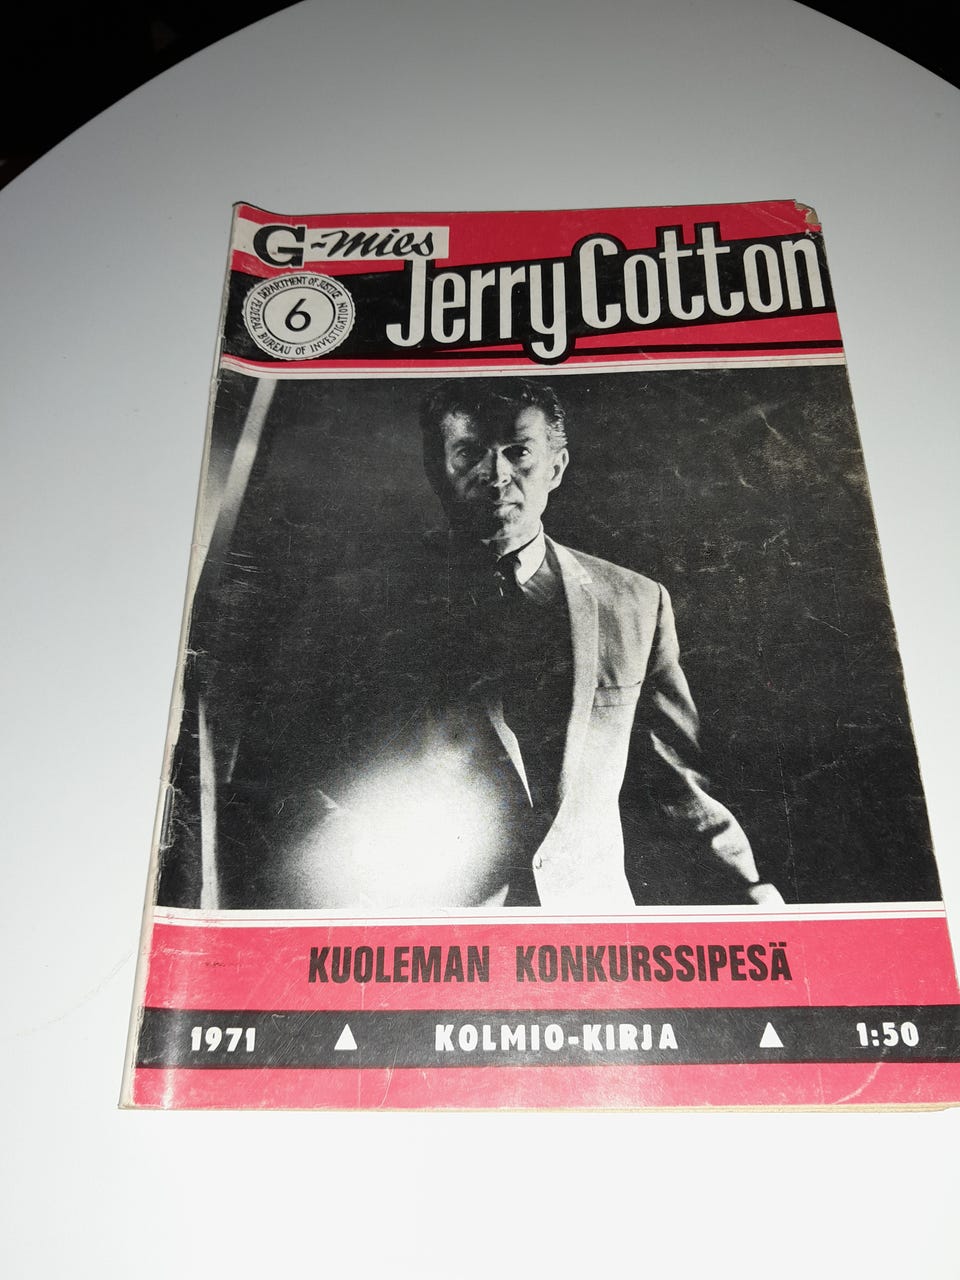 G-mies
Jerry Cotton
DEPARTMENT OF JUSTICE
6
FEDERAL BUREAU OF INVESTIGATION
KUOLEMAN KONKURSSIPESÄ
1971 ▲ KOLMIO-KIRJA ▲ 1:50